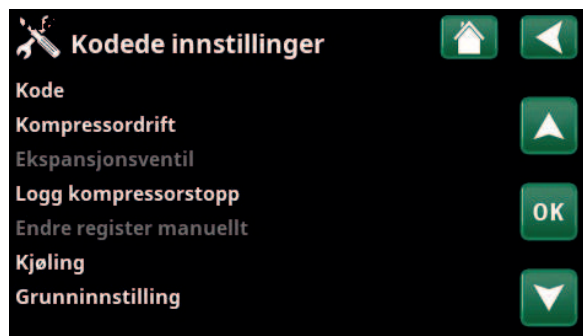 Kodede innstillinger
Kode
Kompressordrift
Ekspansjonsventil
Logg kompressorstopp
Endre register manuellt
OK
Kjøling
Grunninnstilling